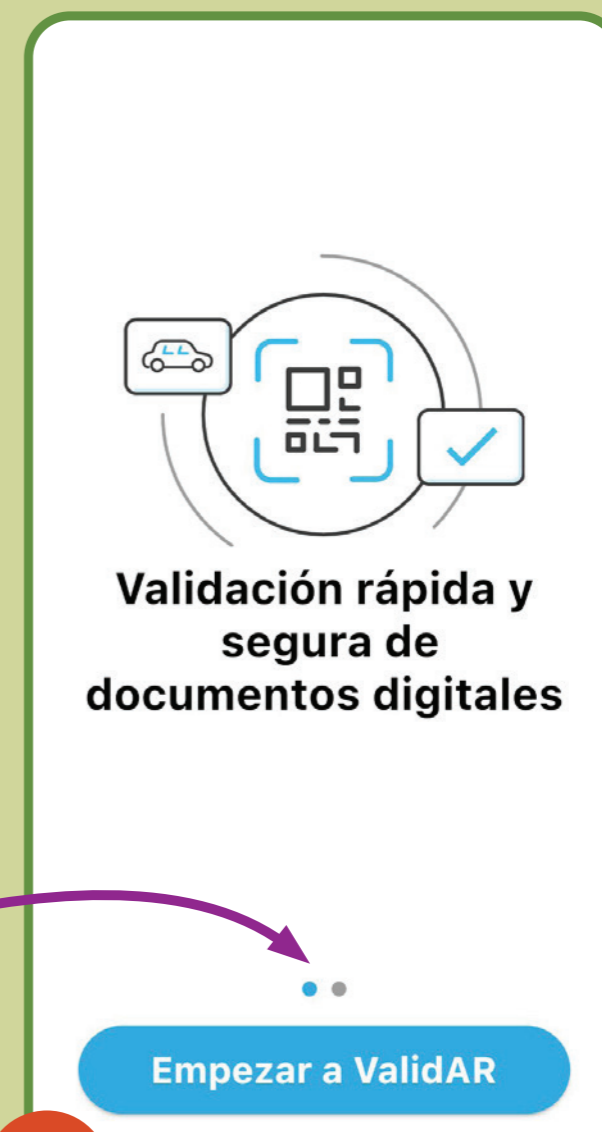 Validación rápida y
segura de
documentos digitales
Empezar a ValidAR